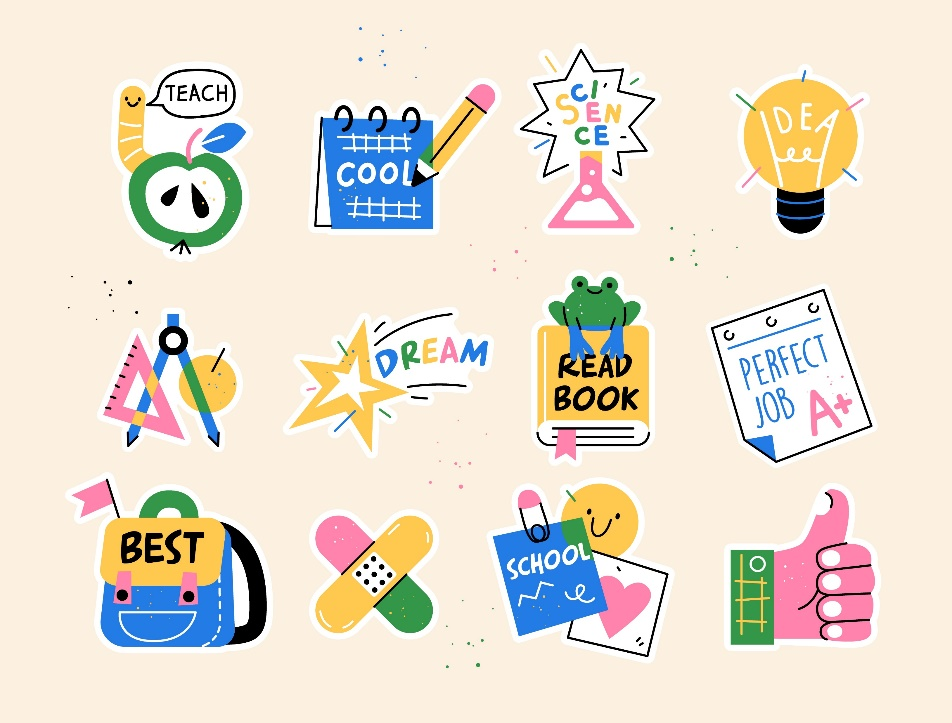 TEACH
COOL
SCI
EN
CE
IDEA
DREAM
READ
BOOK
PERFECT
JOB
A+
BEST
SCHOOL